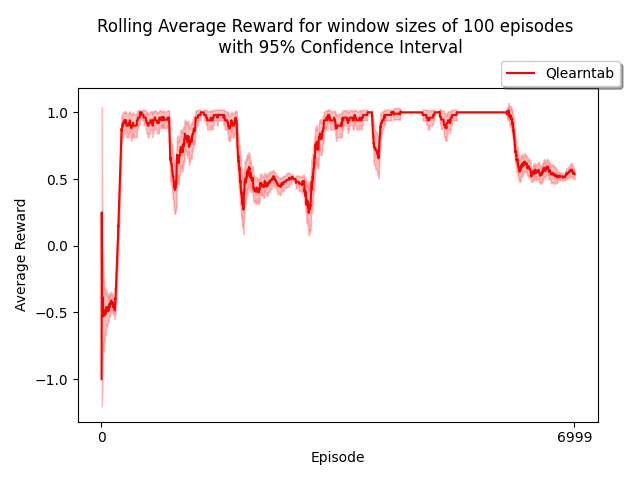 Rolling Average Reward for window sizes of 100 episodes
with 95% Confidence Interval
Qlearntab
1.0
0.5
0.0
−0.5
−1.0
Average Reward
0
6999
Episode